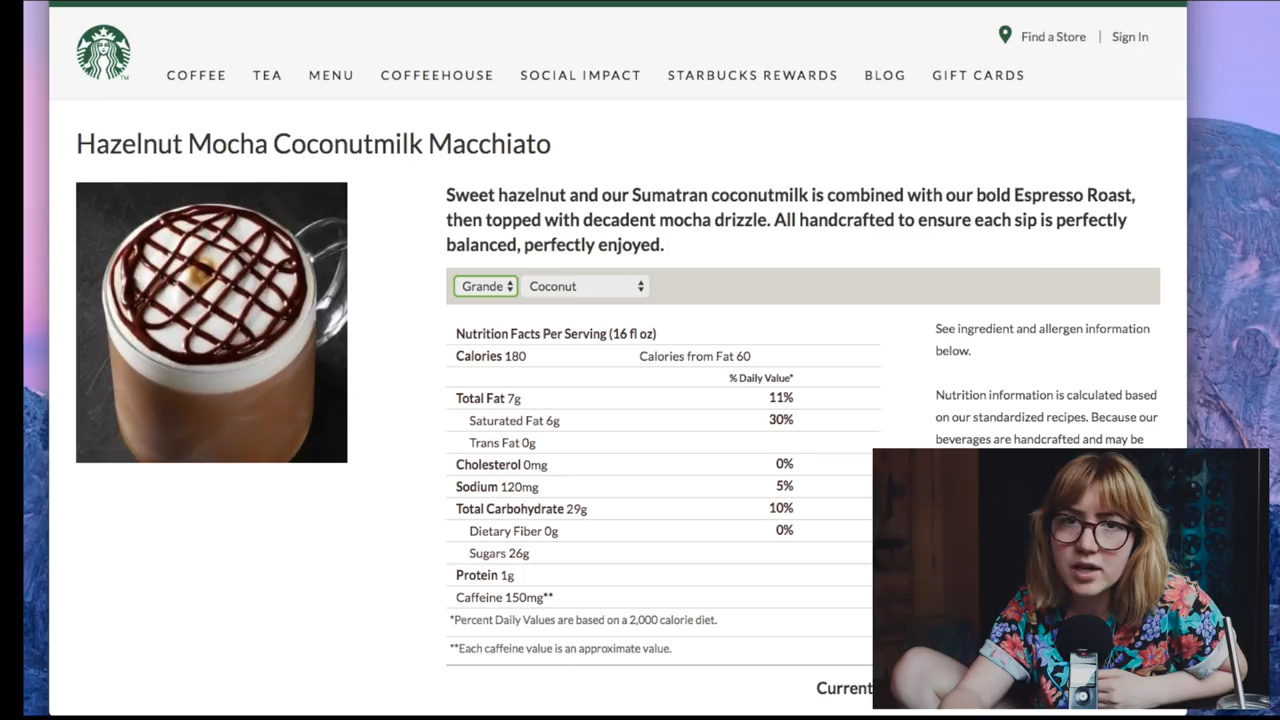 Find a Store | Sign In
COFFEE TEA MENU COFFEEHOUSE SOCIAL IMPACT STARBUCKS REWARDS BLOG GIFT CARDS
Hazelnut Mocha Coconutmilk Macchiato
Sweet hazelnut and our Sumatran coconutmilk is combined with our bold Espresso Roast,
then topped with decadent mocha drizzle. All handcrafted to ensure each sip is perfectly
balanced, perfectly enjoyed.
Grande Coconut
Nutrition Facts Per Serving (16 fl oz)
Calories 180 Calories from Fat 60
% Daily Value*
Total Fat 7g 11%
Saturated Fat 6g 30%
Trans Fat 0g
Cholesterol 0mg 0%
Sodium 120mg 5%
Total Carbohydrate 29g 10%
Dietary Fiber 0g 0%
Sugars 26g
Protein 1g
Caffeine 150mg**
*Percent Daily Values are based on a 2,000 calorie diet.
**Each caffeine value is an approximate value.
See ingredient and allergen information
below.
Nutrition information is calculated based
on our standardized recipes. Because our
beverages are handcrafted and may be
Current